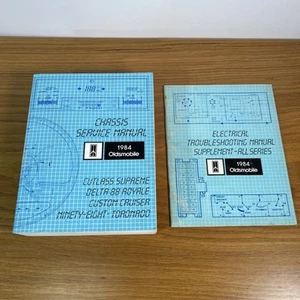 CHASSIS
SERVICE MANUAL
1984
Oldsmobile
CUTLASS SUPREME
DELTA 88 ROYALE
CUSTOM CRUISER
NINETY-EIGHT-TORONADO
ELECTRICAL
TROUBLESHOOTING MANUAL
SUPPLEMENT-ALL SERIES
1984
Oldsmobile